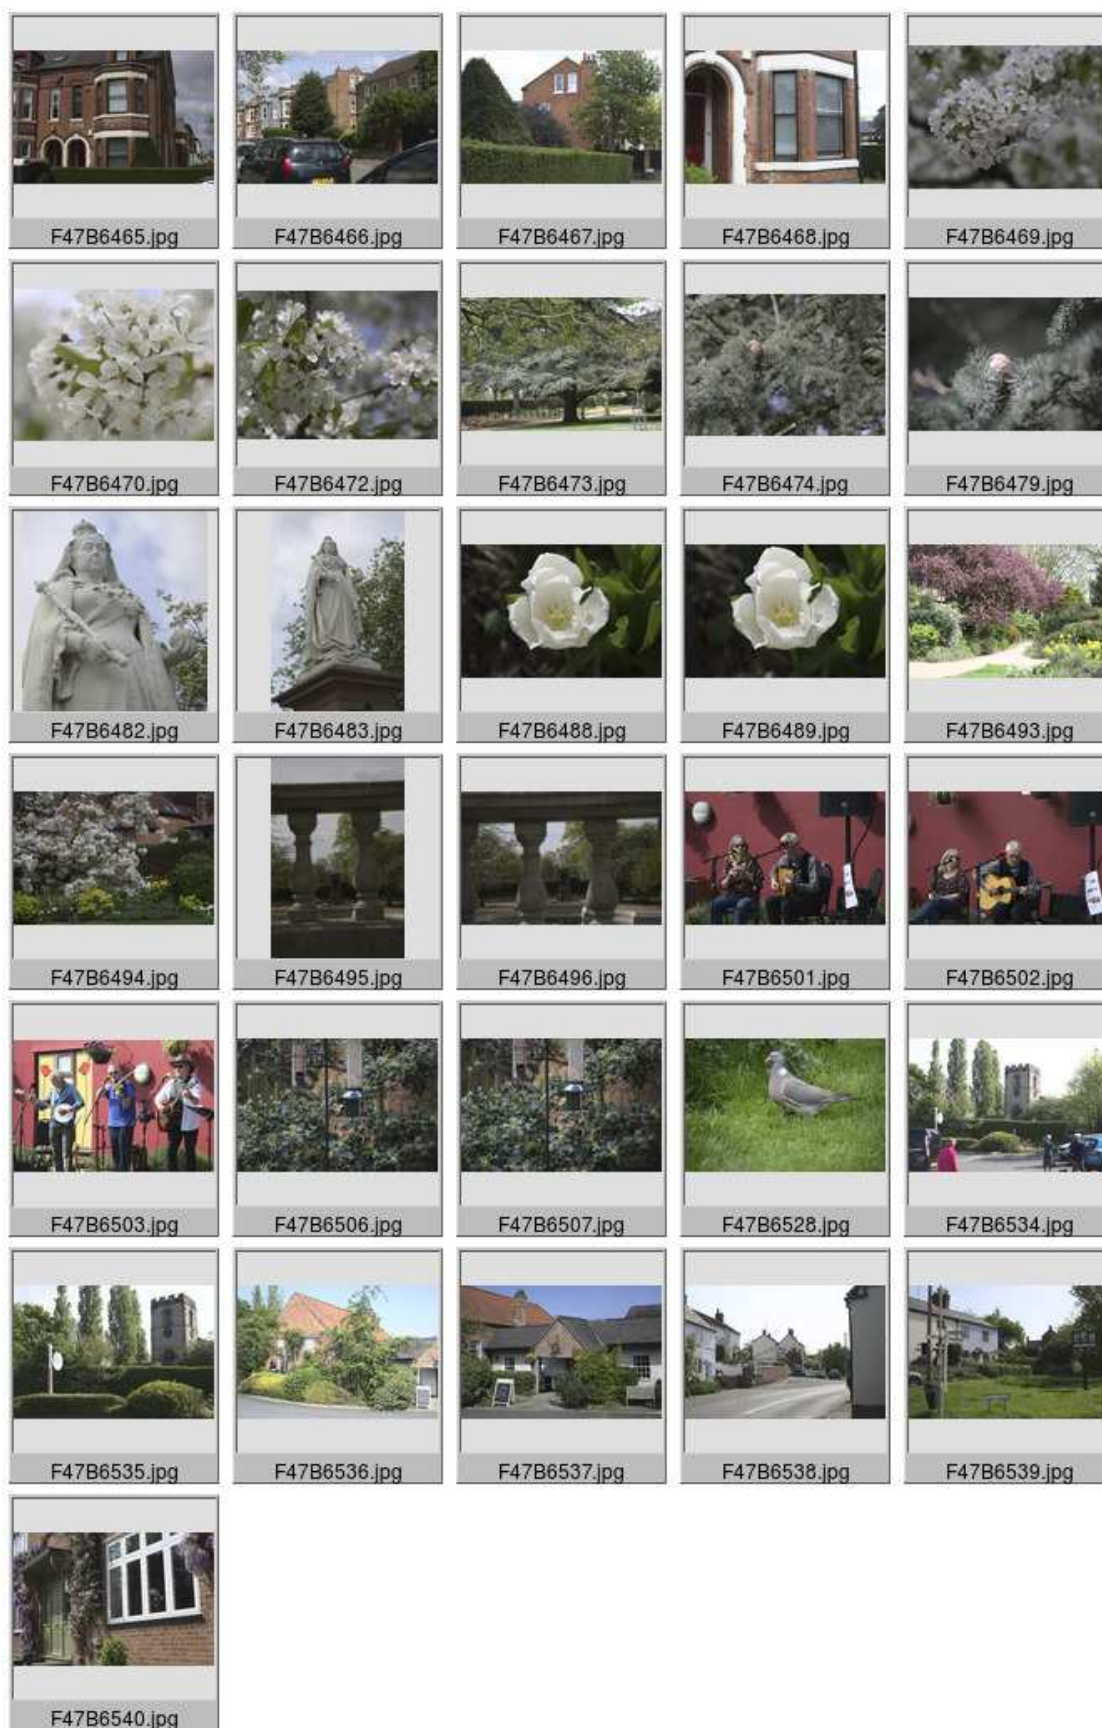 F47B6465.jpg F47B6466.jpg F47B6467.jpg F47B6468.jpg F47B6469.jpg
F47B6470.jpg F47B6472.jpg F47B6473.jpg F47B6474.jpg F47B6479.jpg
F47B6482.jpg F47B6483.jpg F47B6488.jpg F47B6489.jpg F47B6493.jpg
F47B6494.jpg F47B6495.jpg F47B6496.jpg F47B6501.jpg F47B6502.jpg
F47B6503.jpg F47B6506.jpg F47B6507.jpg F47B6528.jpg F47B6534.jpg
F47B6535.jpg F47B6536.jpg F47B6537.jpg F47B6538.jpg F47B6539.jpg
F47B6540.jpg